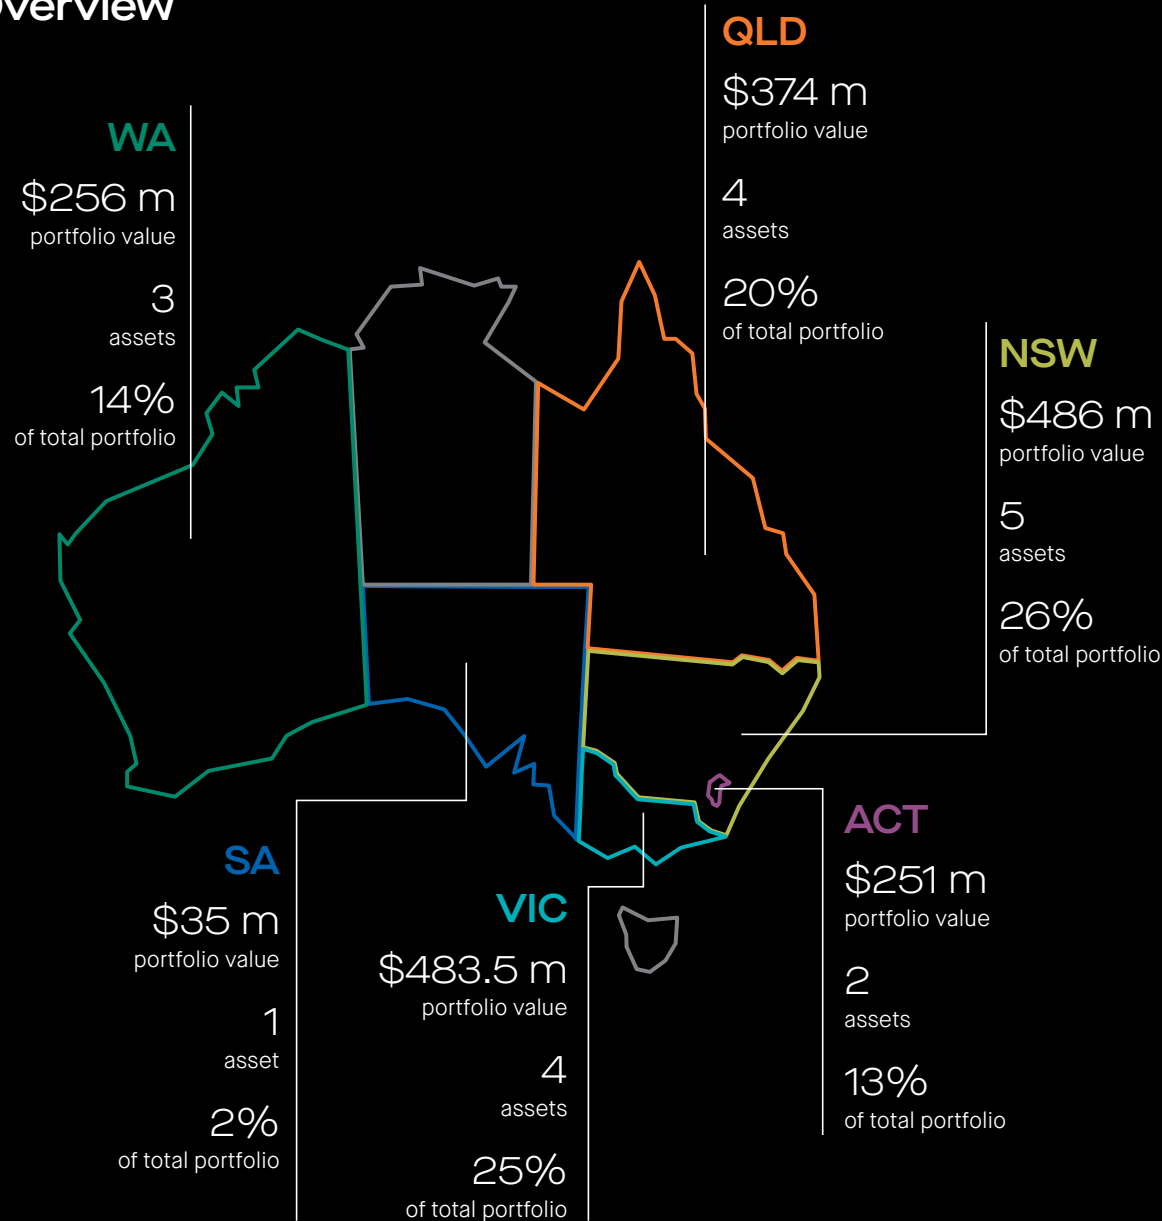 Overview
QLD
$374 m
portfolio value
4
assets
20%
of total portfolio
WA
$256 m
portfolio value
3
assets
14%
of total portfolio
NSW
$486 m
portfolio value
5
assets
26%
of total portfolio
ACT
$251 m
portfolio value
2
assets
13%
of total portfolio
SA
$35 m
portfolio value
1
asset
2%
of total portfolio
VIC
$483.5 m
portfolio value
4
assets
25%
of total portfolio